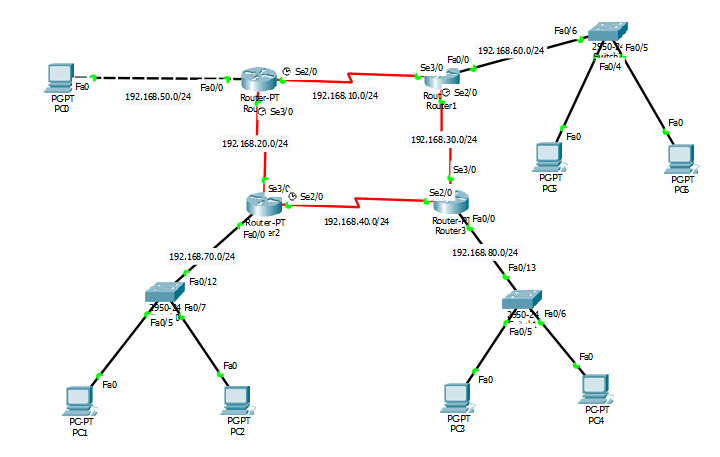 Fa0/6
192.168.60.0/24
2950-24
Fa0/5
Fa0/4
Fa0/0
Se3/0
Se2/0
Router1
Se2/0
Fa0/0
Router-PT
Se3/0
192.168.10.0/24
Fa0
192.168.50.0/24
PC-PT
PC0
192.168.20.0/24
192.168.30.0/24
Fa0
PC-PT
PC5
Fa0
PC-PT
PC6
Se3/0
Se2/0
Router-PT
Fa0/0
192.168.40.0/24
Se3/0
Se2/0
Fa0/0
Router3
192.168.70.0/24
192.168.80.0/24
Fa0/12
2950-24
Fa0/7
Fa0/5
Fa0/13
2950-24
Fa0/6
Fa0/5
Fa0
PC-PT
PC1
Fa0
PC-PT
PC2
Fa0
PC-PT
PC3
Fa0
PC-PT
PC4